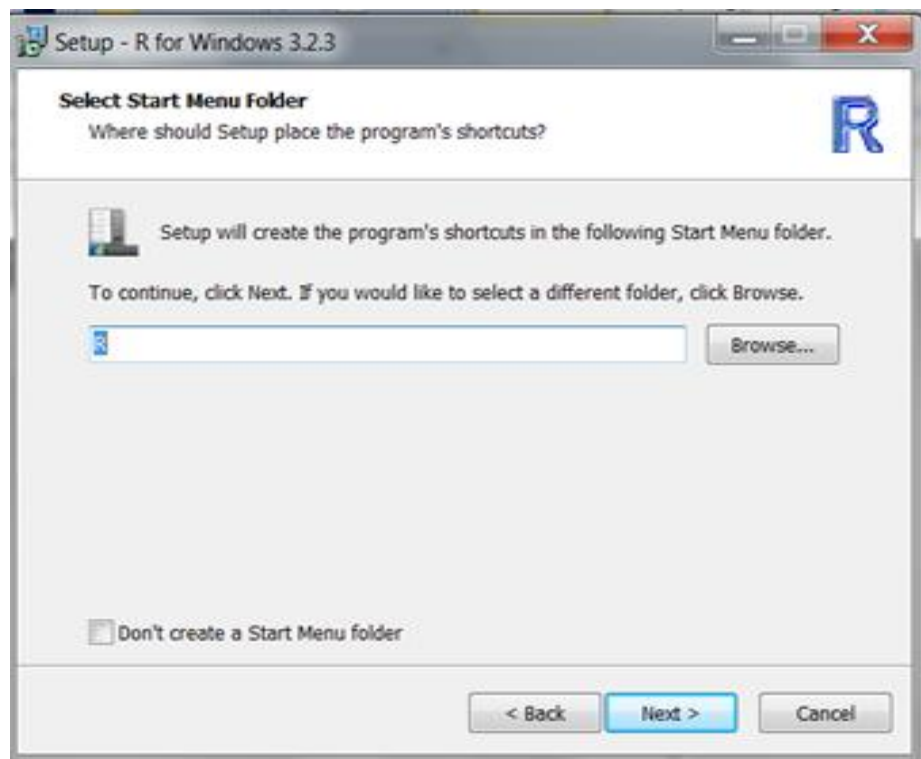 Setup - R for Windows 3.2.3
Select Start Menu Folder
Where should Setup place the program's shortcuts?
R
Setup will create the program's shortcuts in the following Start Menu folder.
To continue, click Next. If you would like to select a different folder, click Browse.
R
Browse...
Don't create a Start Menu folder
< Back
Next >
Cancel